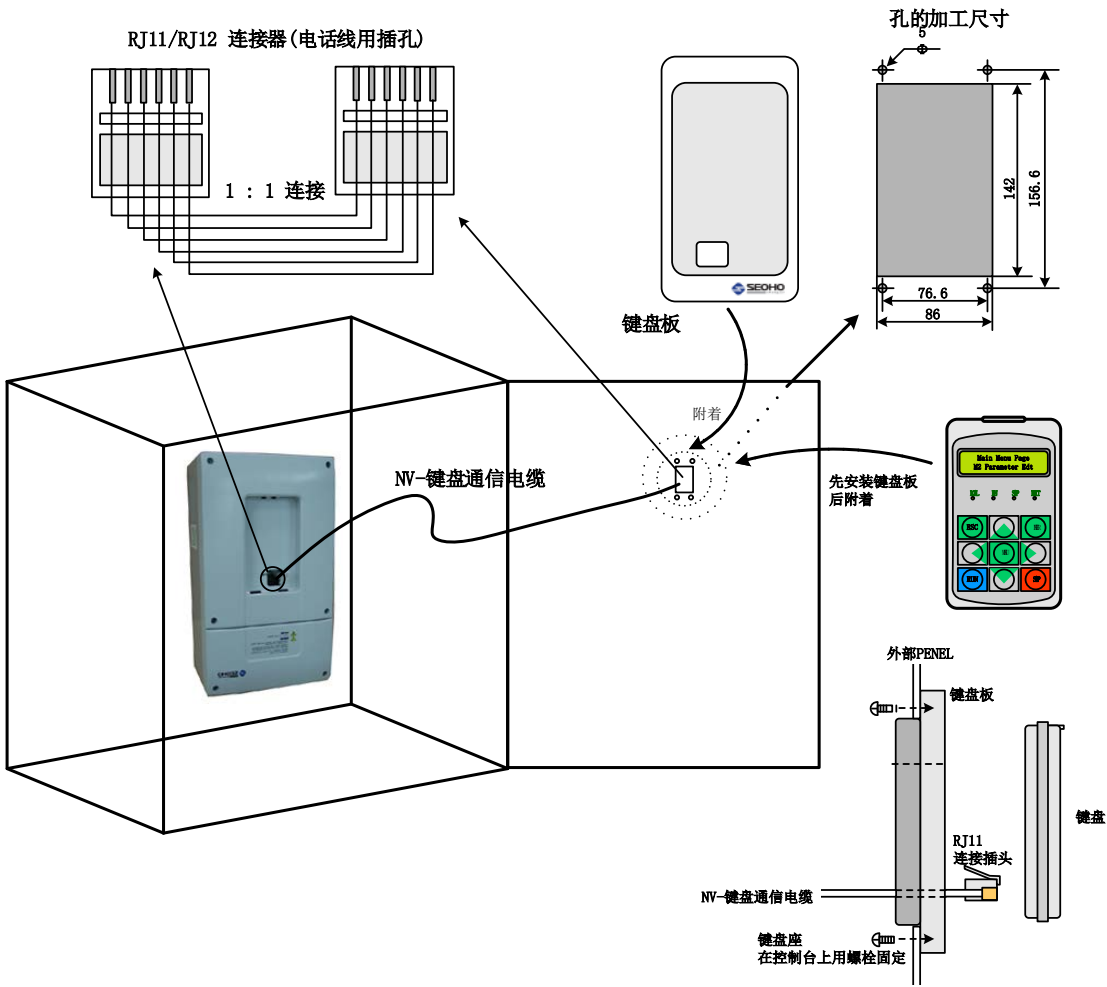 孔的加工尺寸
5
RJ11/RJ12 连接器(电话线用插孔)
1 : 1 连接
142
156.6
76.6
86
SEOHO
键盘板
附着
NV-键盘通信电缆
先安装键盘板
后附着
Main Menu Page
M2 Parameter Edt
ESC
RUN
外部PENEL
键盘板
键盘
RJ11
连接插头
NV-键盘通信电缆
键盘座
在控制台上用螺栓固定